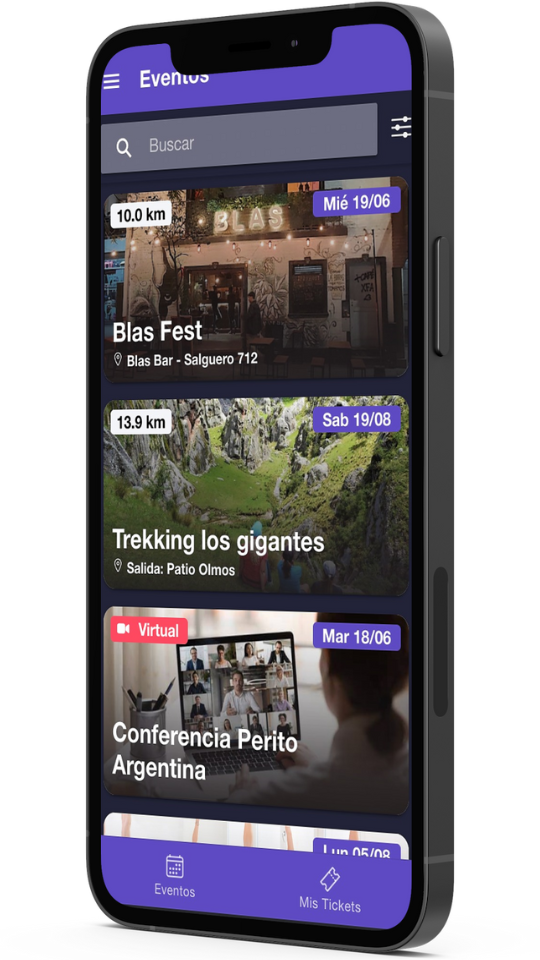 Eventos
Buscar
10.0 km
Mié 19/06
BLAS
Blas Fest
Blas Bar - Salguero 712
13.9 km
Sab 19/08
Trekking los gigantes
Salida: Patio Olmos
Virtual
Mar 18/06
Conferencia Perito
Argentina
Lun 05/08
Eventos
Mis Tickets